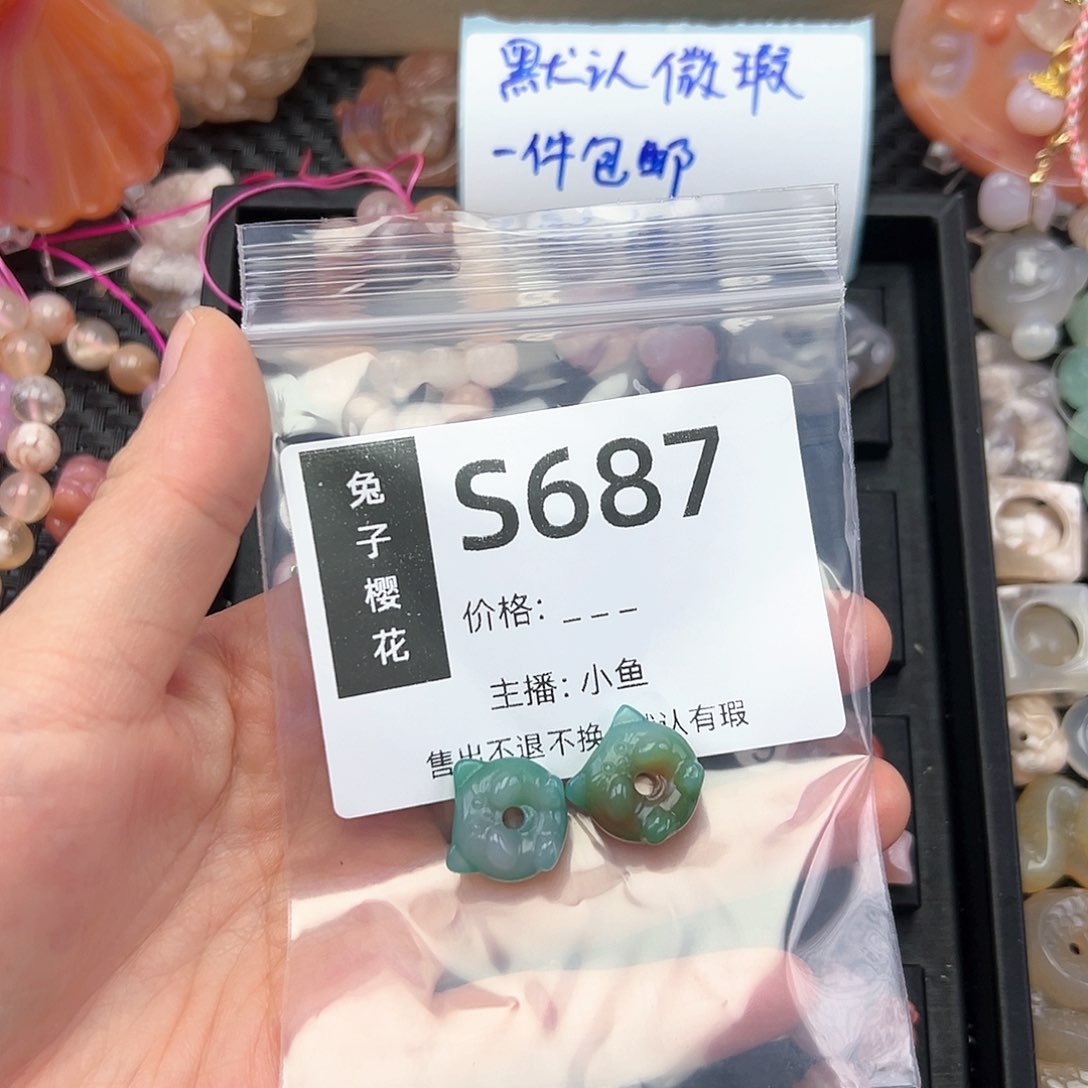 默认微瑕
一件包邮
兔子樱花
S687
价格: _ _ _
主播: 小鱼
售出不退不换 默认有瑕